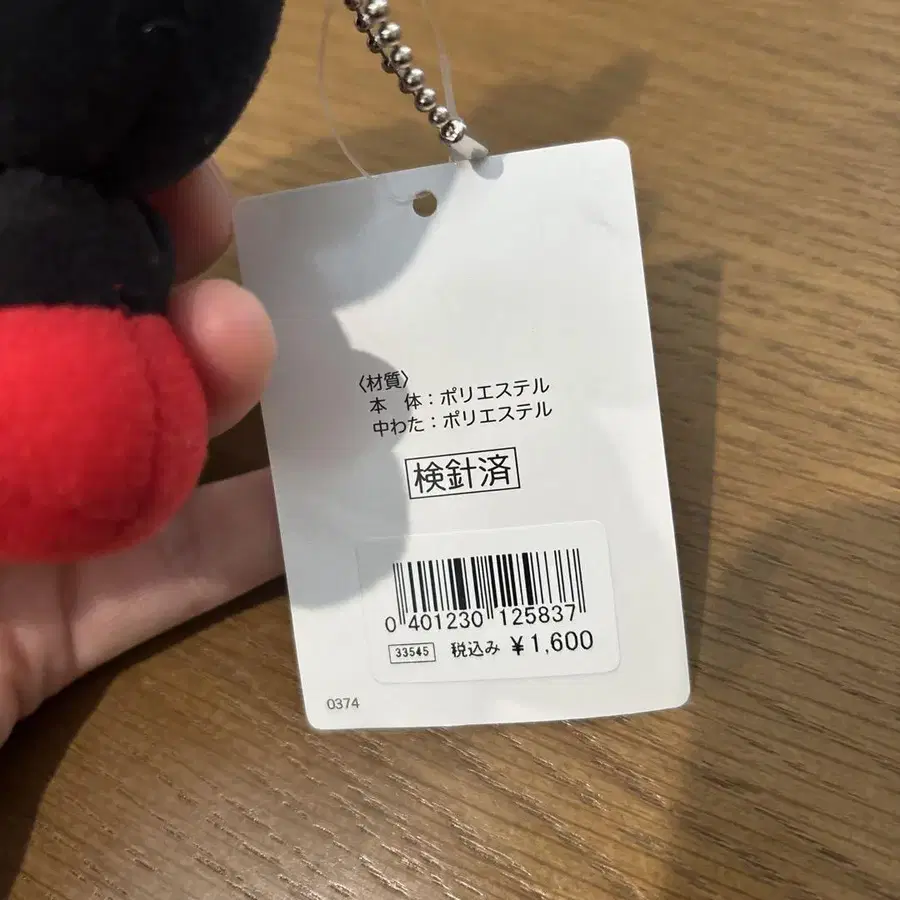 〈材質〉
本　体：ポリエステル
中わた：ポリエステル
検針済
0 401230 125837
33545 税込み ¥1,600
0374